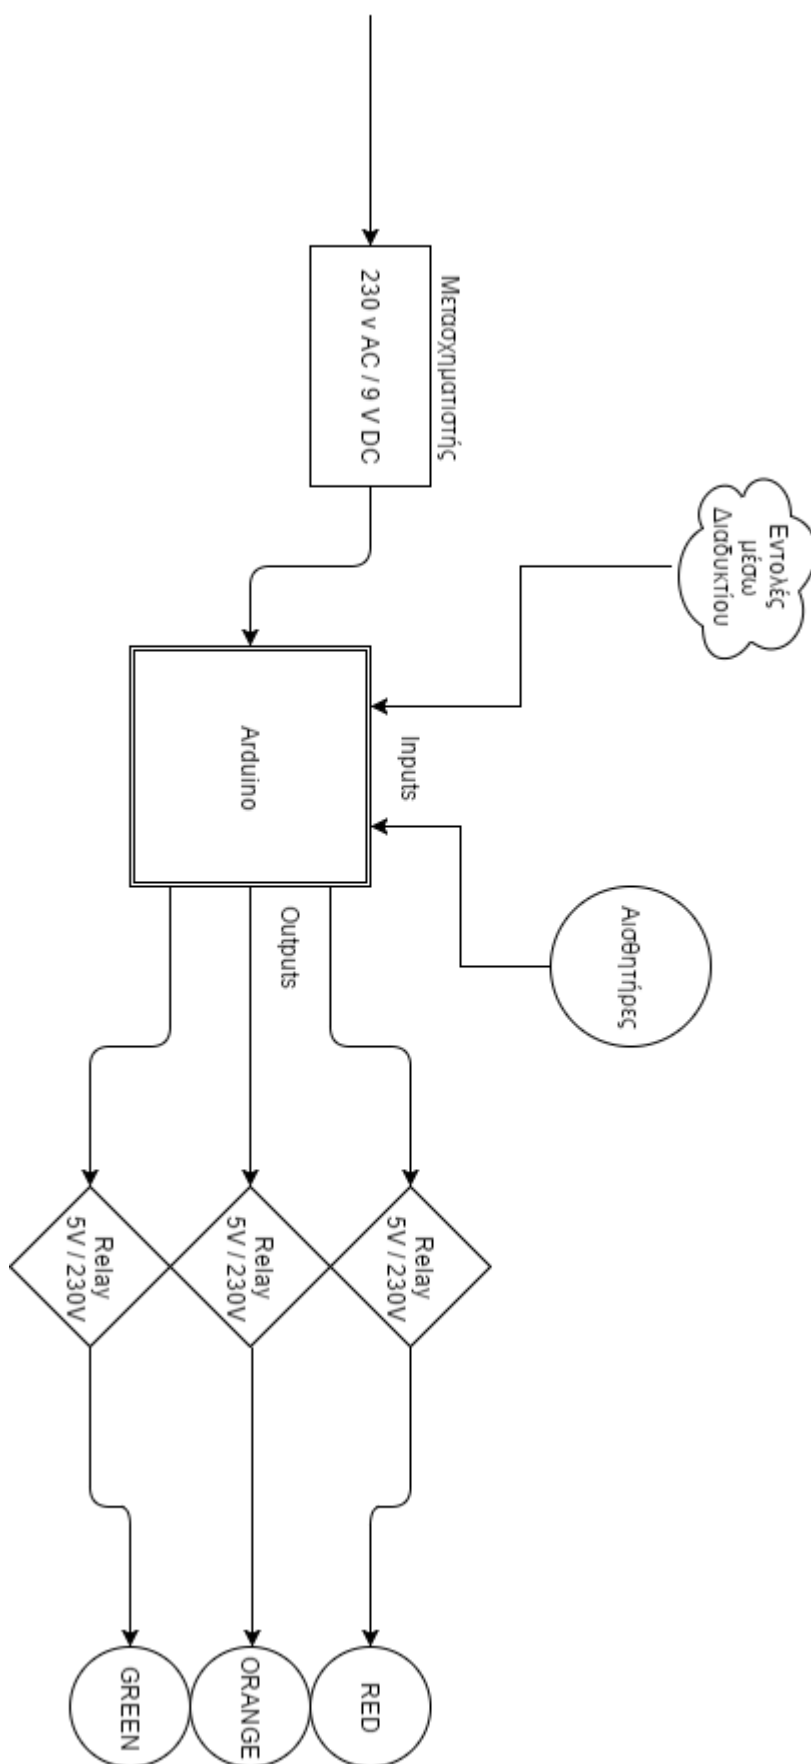 Εντολές
μέσω
Διαδυκτίου
Αισθητήρες
Μετασχηματιστής
230 v AC / 9 V DC
Inputs
Arduino
Outputs
Relay
5V / 230V
Relay
5V / 230V
Relay
5V / 230V
RED
ORANGE
GREEN